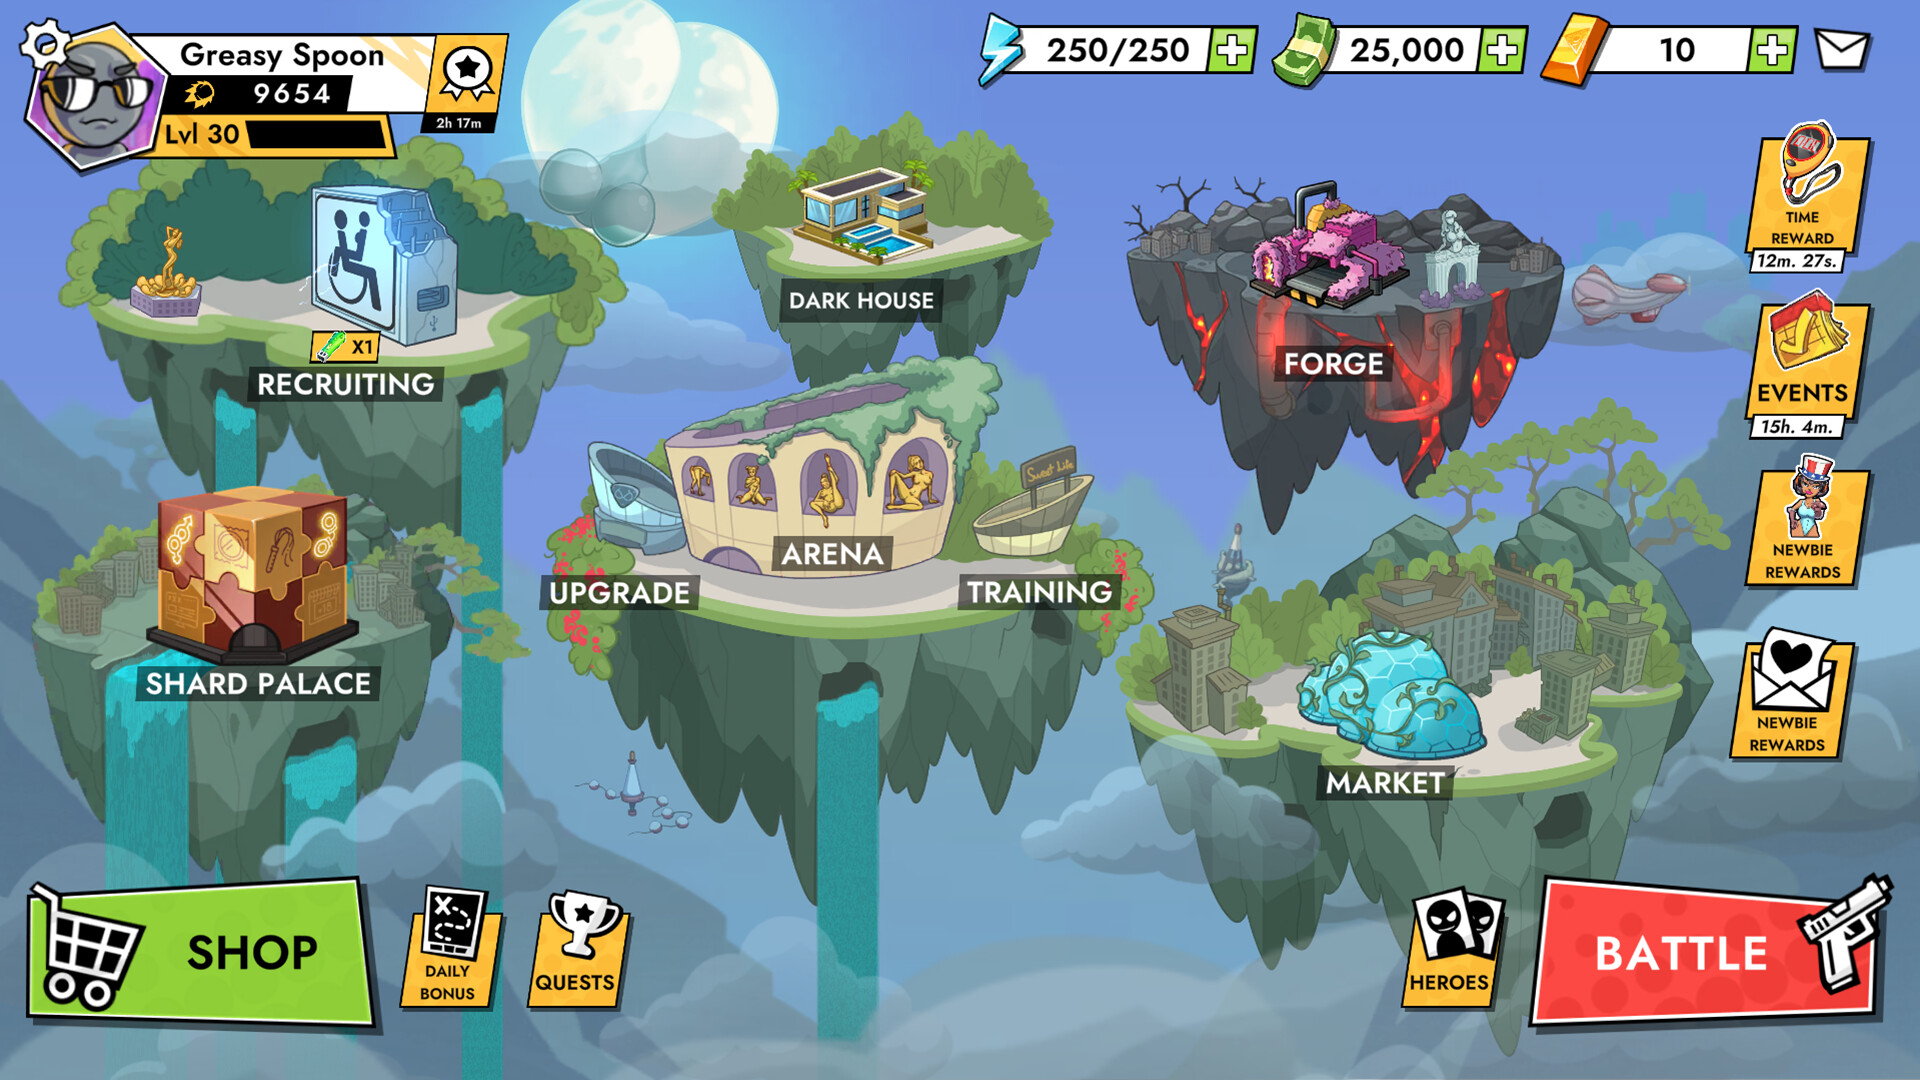 Greasy Spoon
9654
Lvl 30
2h 17m
250/250
25,000
10
TIME
REWARD
12m. 27s.
DARK HOUSE
X1
RECRUITING
FORGE
EVENTS
15h. 4m.
Sweet Life
ARENA
UPGRADE
TRAINING
NEWBIE
REWARDS
SHARD PALACE
NEWBIE
REWARDS
MARKET
SHOP
DAILY
BONUS
QUESTS
HEROES
BATTLE